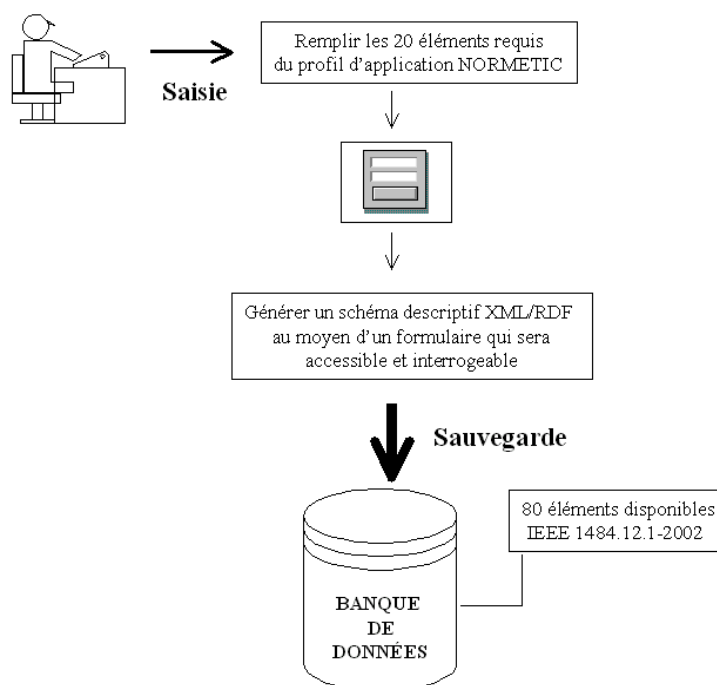 Saisie
Remplir les 20 éléments requis
du profil d'application NORMETIC
Générer un schéma descriptif XML/RDF
au moyen d'un formulaire qui sera
accessible et interrogeable
Sauvegarde
80 éléments disponibles
IEEE 1484.12.1-2002
BANQUE
DE
DONNÉES